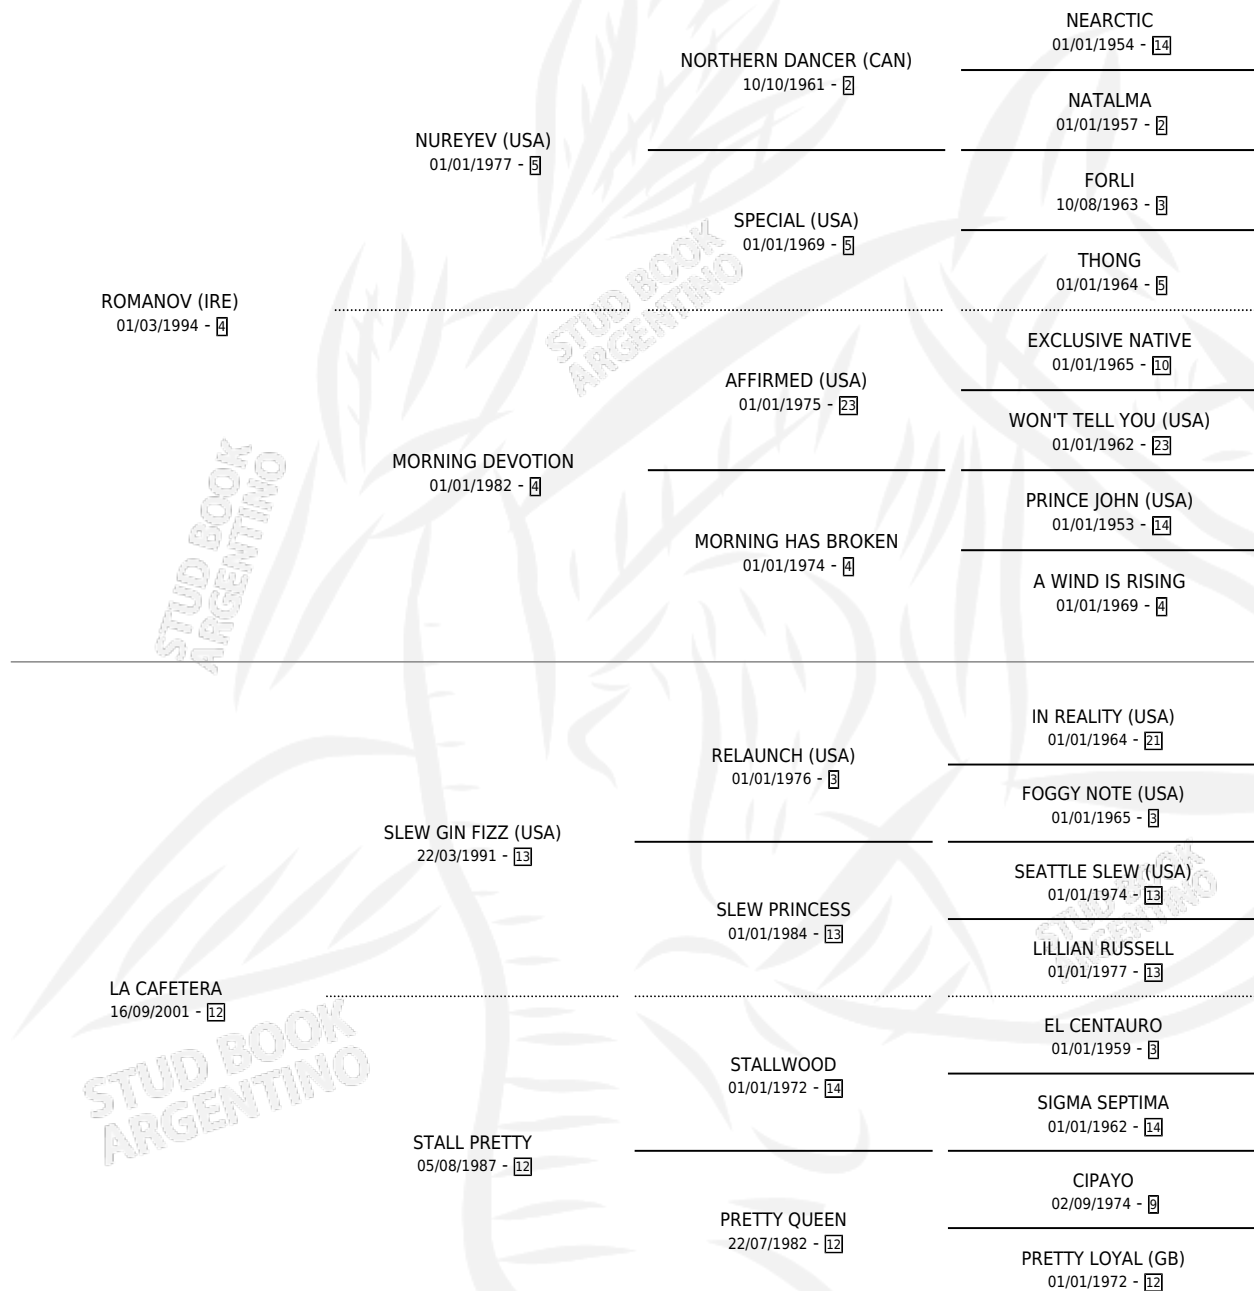 NEARCTIC
01/01/1954 - 14
NORTHERN DANCER (CAN)
10/10/1961 - 2
NATALMA
01/01/1957 - 2
NUREYEV (USA)
01/01/1977 - 5
FORLI
10/08/1963 - 3
SPECIAL (USA)
01/01/1969 - 5
THONG
01/01/1964 - 5
ROMANOV (IRE)
01/03/1994 - 4
EXCLUSIVE NATIVE
01/01/1965 - 10
AFFIRMED (USA)
01/01/1975 - 23
WON'T TELL YOU (USA)
01/01/1962 - 23
MORNING DEVOTION
01/01/1982 - 4
PRINCE JOHN (USA)
01/01/1953 - 14
MORNING HAS BROKEN
01/01/1974 - 4
A WIND IS RISING
01/01/1969 - 4
IN REALITY (USA)
01/01/1964 - 21
RELAUNCH (USA)
01/01/1976 - 3
FOGGY NOTE (USA)
01/01/1965 - 3
SLEW GIN FIZZ (USA)
22/03/1991 - 13
SEATTLE SLEW (USA)
01/01/1974 - 13
SLEW PRINCESS
01/01/1984 - 13
LILLIAN RUSSELL
01/01/1977 - 13
LA CAFETERA
16/09/2001 - 12
EL CENTAURO
01/01/1959 - 3
STALLWOOD
01/01/1972 - 14
SIGMA SEPTIMA
01/01/1962 - 14
STALL PRETTY
05/08/1987 - 12
CIPAYO
02/09/1974 - 9
PRETTY QUEEN
22/07/1982 - 12
PRETTY LOYAL (GB)
01/01/1972 - 12
STUD BOOK
ARGENTINO
STUD BOOK
ARGENTINO
STUD BOOK
ARGENTINO
STUD BOOK
ARGENTINO